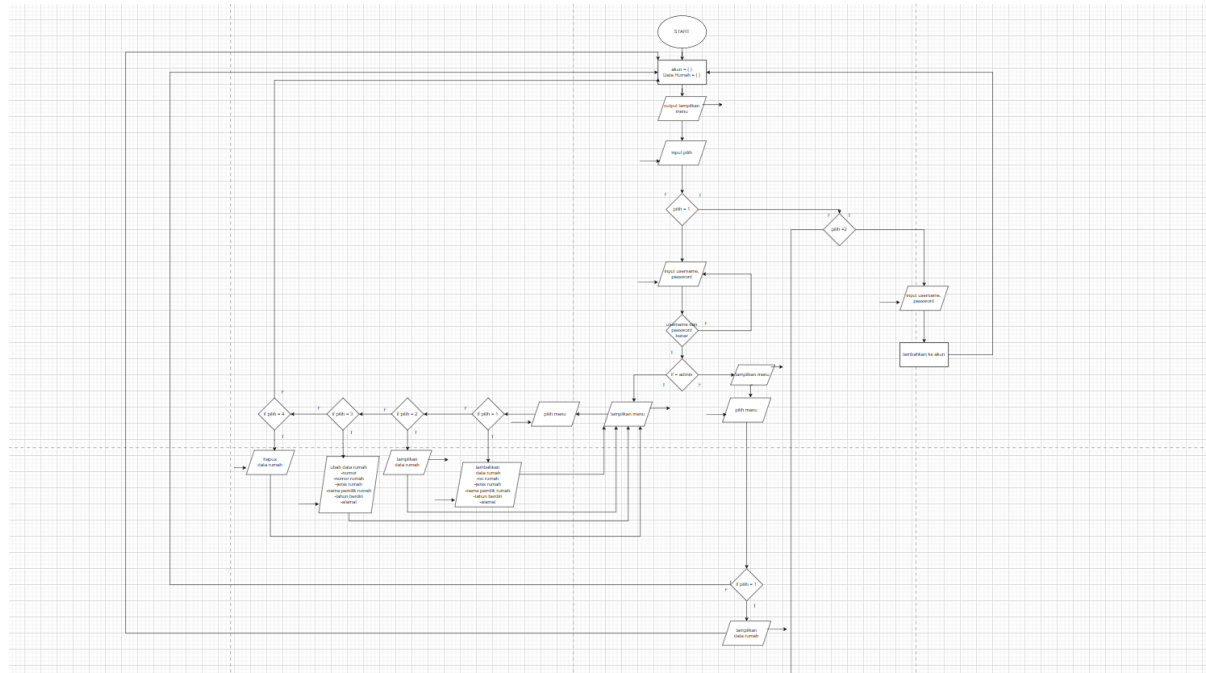 START
akun = { }
Data Rumah = { }
output tampilkan
menu
input pilih
F
T
pilih = 1
F
T
pilih =2
input username,
password
input username,
password
username dan
password
benar
F
T
tambahkan ke akun
if = admin
T
F
tampilkan menu
pilih menu
tampilkan menu
pilih menu
F
if pilih = 1
T
F
if pilih = 2
T
F
if pilih = 3
T
F
if pilih = 4
T
hapus
data rumah
ubah data rumah
-nomor
-nomor rumah
-jenis rumah
-nama pemilik rumah
-tahun berdiri
-alamat
tampilkan
data rumah
tambahkan
data rumah
-no rumah
-jenis rumah
-nama pemilik rumah
-tahun berdiri
-alamat
if pilih = 1
F
T
tampilkan
data rumah